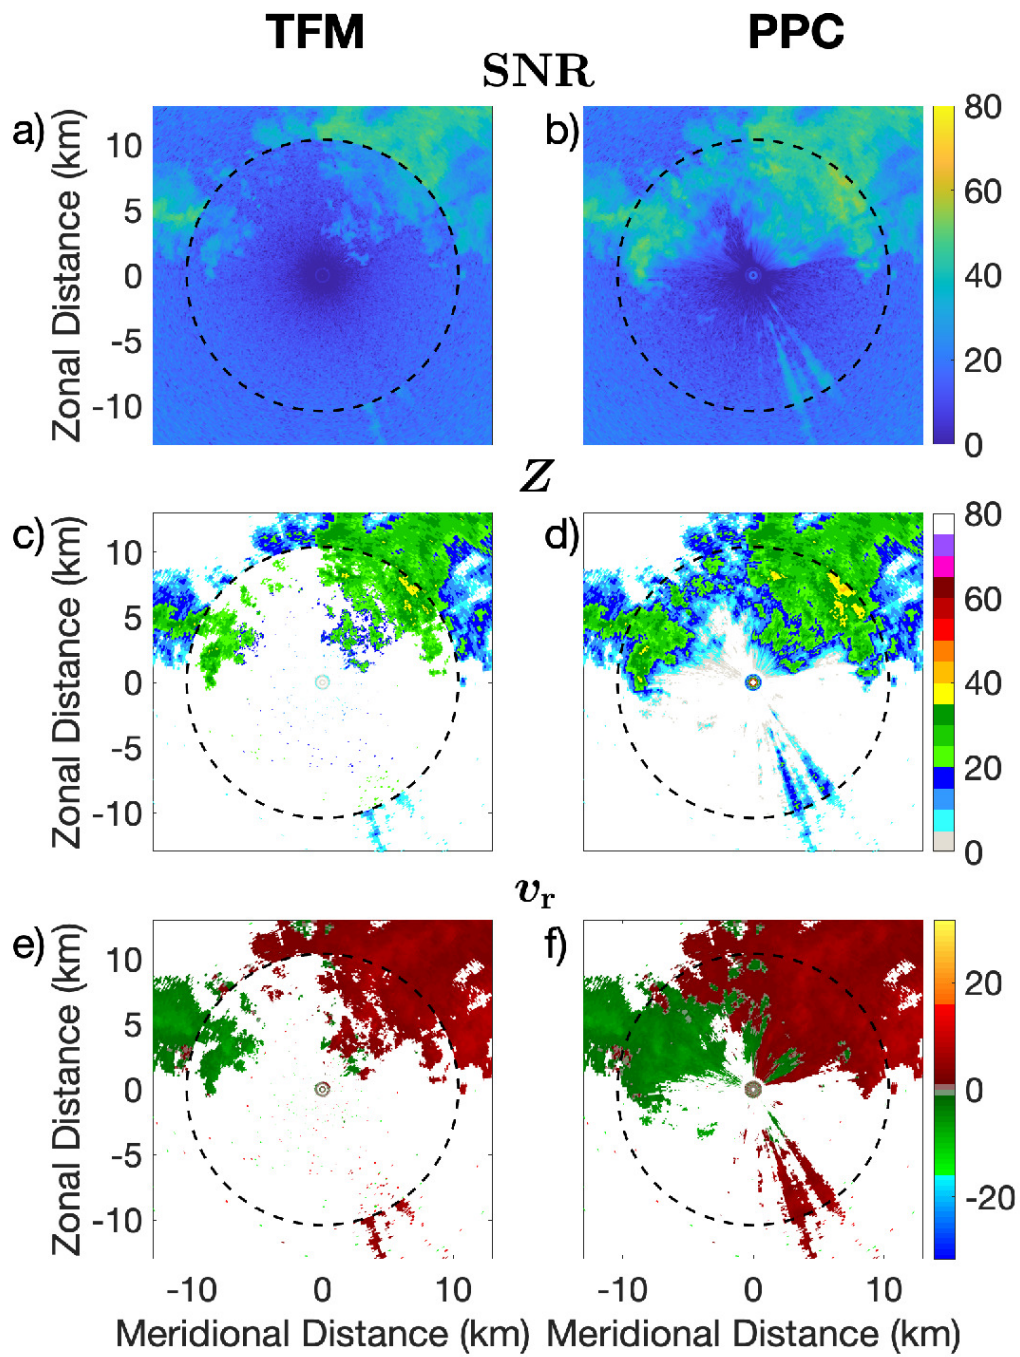 TFM PPC
SNR
a) b)
Zonal Distance (km)
10
5
0
-5
-10
80
60
40
20
0
Z
c) d)
Zonal Distance (km)
10
5
0
-5
-10
80
60
40
20
0
vr
e) f)
Zonal Distance (km)
10
5
0
-5
-10
20
0
-20
-10 0 10 -10 0 10
Meridional Distance (km) Meridional Distance (km)